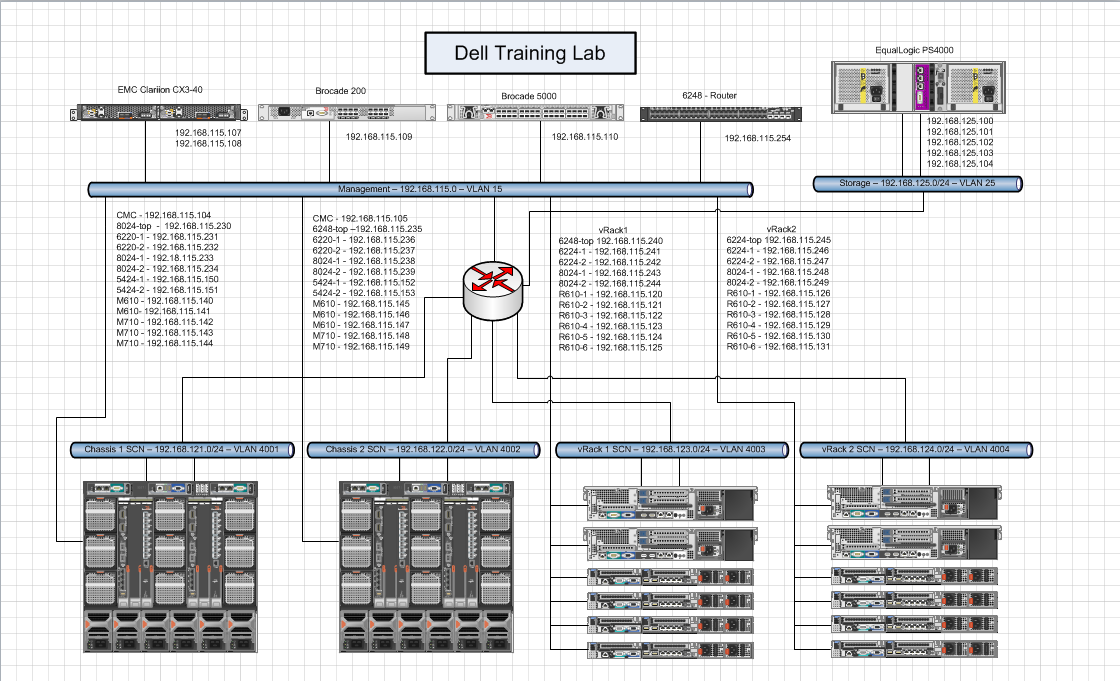 Dell Training Lab
EMC Clariion CX3-40
Brocade 200
Brocade 5000
6248 - Router
EqualLogic PS4000
192.168.115.107
192.168.115.108
192.168.115.109
192.168.115.110
192.168.115.254
192.168.125.100
192.168.125.101
192.168.125.102
192.168.125.103
192.168.125.104
Management – 192.168.115.0 – VLAN 15
Storage – 192.168.125.0/24 – VLAN 25
CMC - 192.168.115.104
8024-top - 192.168.115.230
6220-1 - 192.168.115.231
6220-2 - 192.168.115.232
8024-1 - 192.18.115.233
8024-2 - 192.168.115.234
5424-1 - 192.168.115.150
5424-2 - 192.168.115.151
M610 - 192.168.115.140
M610- 192.168.115.141
M710 - 192.168.115.142
M710 - 192.168.115.143
M710 - 192.168.115.144
CMC - 192.168.115.105
6248-top –192.168.115.235
6220-1 - 192.168.115.236
6220-2 - 192.168.115.237
8024-1 - 192.168.115.238
8024-2 - 192.168.115.239
5424-1 - 192.168.115.152
5424-2 - 192.168.115.153
M610 - 192.168.115.145
M610 - 192.168.115.146
M610 - 192.168.115.147
M710 - 192.168.115.148
M710 - 192.168.115.149
vRack1
6248-top 192.168.115.240
6224-1 - 192.168.115.241
6224-2 - 192.168.115.242
8024-1 - 192.168.115.243
8024-2 - 192.168.115.244
R610-1 - 192.168.115.120
R610-2 - 192.168.115.121
R610-3 - 192.168.115.122
R610-4 - 192.168.115.123
R610-5 - 192.168.115.124
R610-6 - 192.168.115.125
vRack2
6224-top 192.168.115.245
6224-1 - 192.168.115.246
6224-2 - 192.168.115.247
8024-1 - 192.168.115.248
8024-2 - 192.168.115.249
R610-1 - 192.168.115.126
R610-2 - 192.168.115.127
R610-3 - 192.168.115.128
R610-4 - 192.168.115.129
R610-5 - 192.168.115.130
R610-6 - 192.168.115.131
Chassis 1 SCN – 192.168.121.0/24 – VLAN 4001
Chassis 2 SCN – 192.168.122.0/24 – VLAN 4002
vRack 1 SCN – 192.168.123.0/24 – VLAN 4003
vRack 2 SCN – 192.168.124.0/24 – VLAN 4004